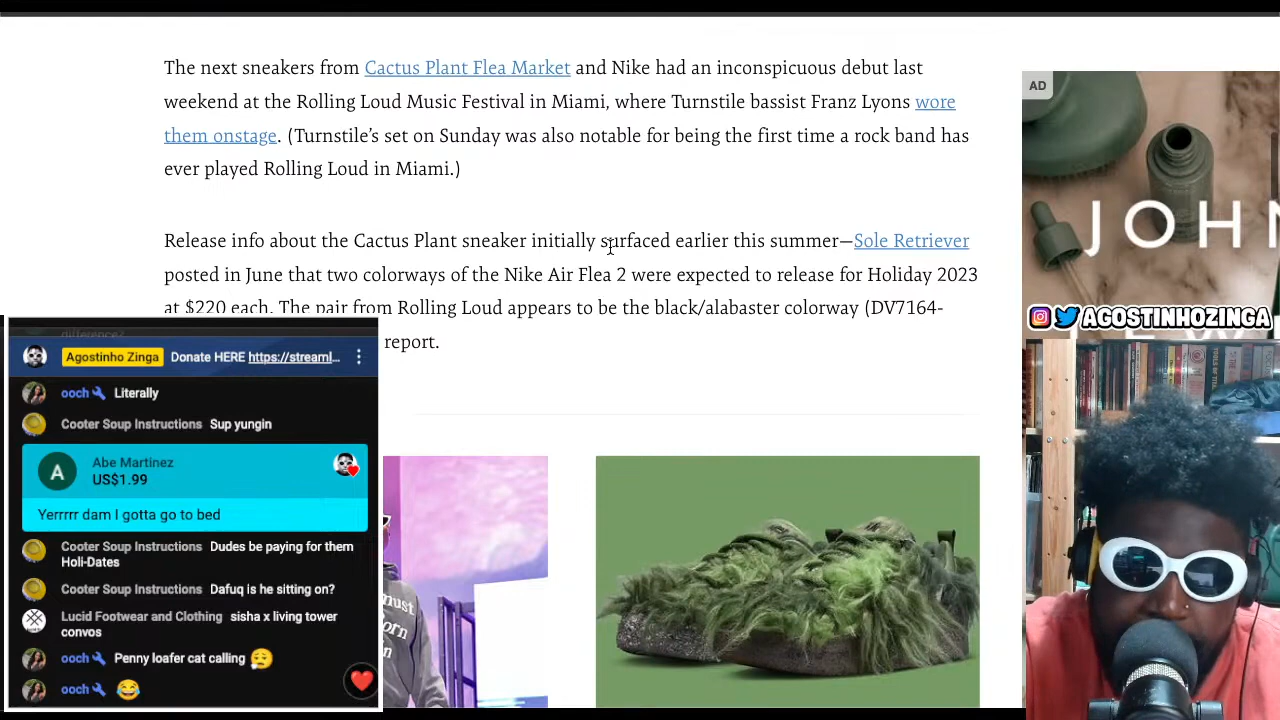 The next sneakers from Cactus Plant Flea Market and Nike had an inconspicuous debut last
weekend at the Rolling Loud Music Festival in Miami, where Turnstile bassist Franz Lyons wore
them onstage. (Turnstile’s set on Sunday was also notable for being the first time a rock band has
ever played Rolling Loud in Miami.)
Release info about the Cactus Plant sneaker initially surfaced earlier this summer—Sole Retriever
posted in June that two colorways of the Nike Air Flea 2 were expected to release for Holiday 2023
at $220 each. The pair from Rolling Loud appears to be the black/alabaster colorway (DV7164-
report.
AD
JOHN
AGOSTINHOZINGA
difference?
Agostinho Zinga Donate HERE https://streaml...
ooch Literally
Cooter Soup Instructions Sup yungin
A
Abe Martinez
US$1.99
Yerrrrr dam I gotta go to bed
Cooter Soup Instructions Dudes be paying for them
Holi-Dates
Cooter Soup Instructions Dafuq is he sitting on?
Lucid Footwear and Clothing sisha x living tower
convos
ooch Penny loafer cat calling 😮‍💨
ooch 😂
must
orn
n